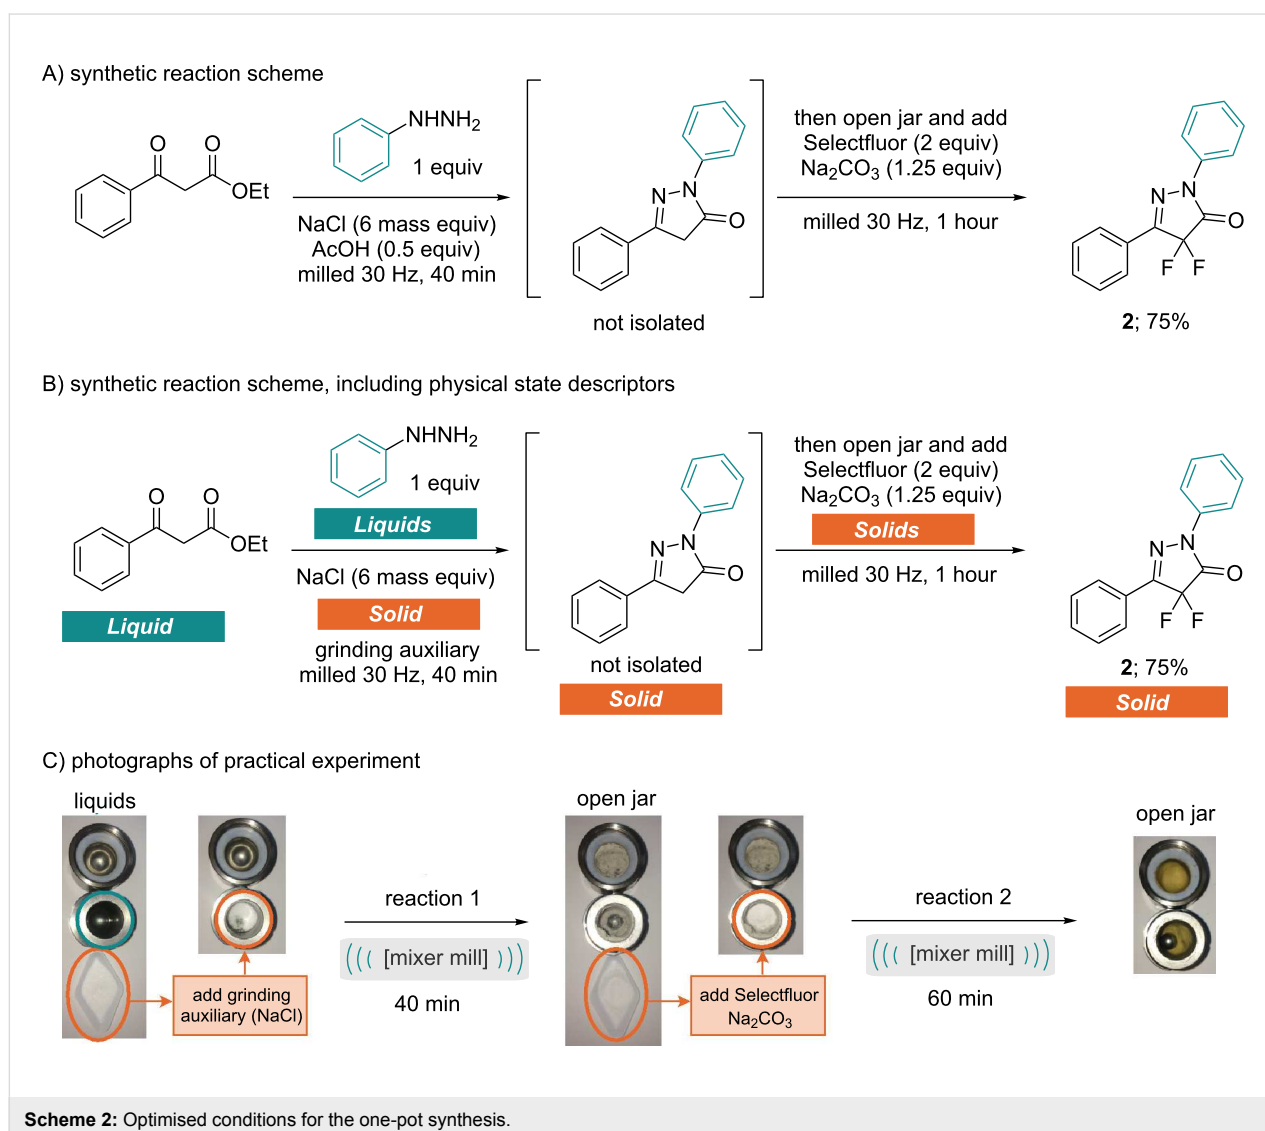 A) synthetic reaction scheme
O
O
OEt
NHNH2
1 equiv
NaCl (6 mass equiv)
AcOH (0.5 equiv)
milled 30 Hz, 40 min
N
N
O
not isolated
then open jar and add
Selectfluor (2 equiv)
Na2CO3 (1.25 equiv)
milled 30 Hz, 1 hour
N
N
O
F F
2; 75%
B) synthetic reaction scheme, including physical state descriptors
O
O
OEt
Liquid
NHNH2
1 equiv
Liquids
NaCl (6 mass equiv)
Solid
grinding auxiliary
milled 30 Hz, 40 min
N
N
O
not isolated
Solid
then open jar and add
Selectfluor (2 equiv)
Na2CO3 (1.25 equiv)
Solids
milled 30 Hz, 1 hour
N
N
O
F F
2; 75%
Solid
C) photographs of practical experiment
liquids
add grinding
auxiliary (NaCl)
reaction 1
[mixer mill]
40 min
open jar
add Selectfluor
Na2CO3
reaction 2
[mixer mill]
60 min
open jar
Scheme 2: Optimised conditions for the one-pot synthesis.